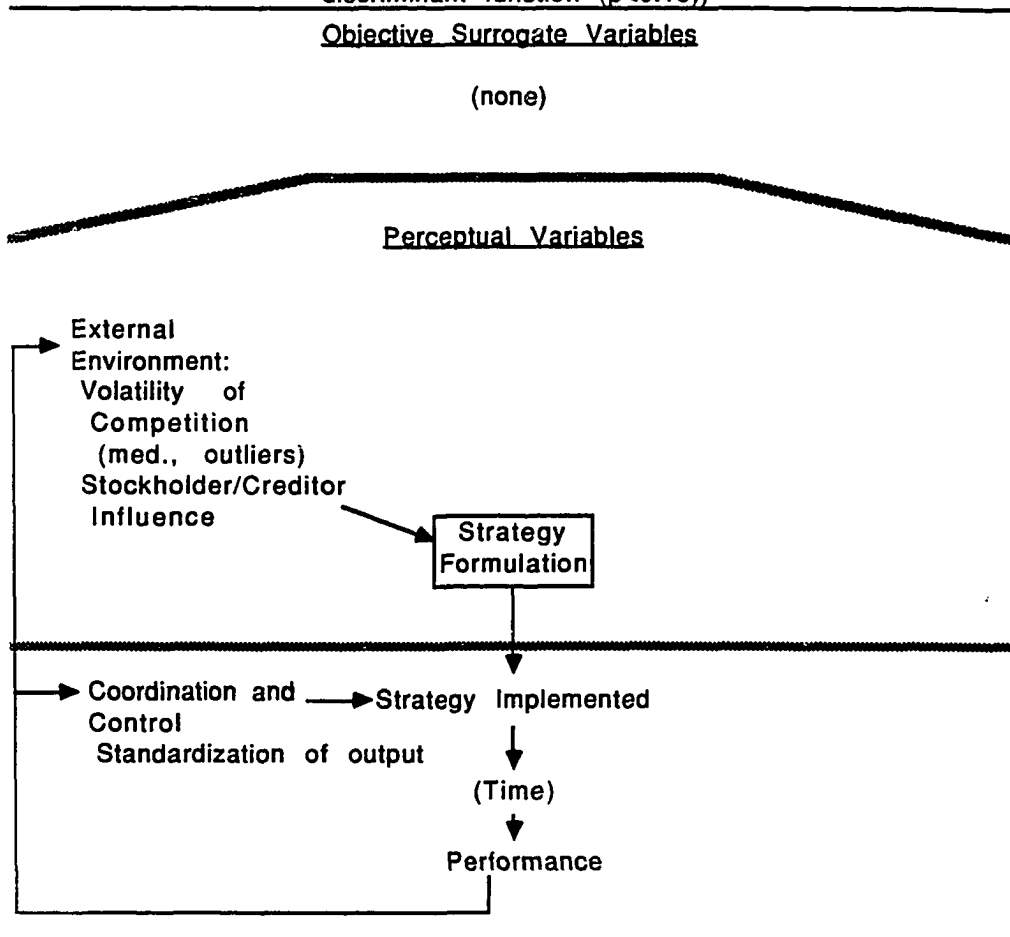 Objective Surrogate Variables
(none)
Perceptual Variables
External
Environment:
Volatility of
Competition
(med., outliers)
Stockholder/Creditor
Influence
Strategy
Formulation
Coordination and
Control
Standardization of output
Strategy Implemented
(Time)
Performance